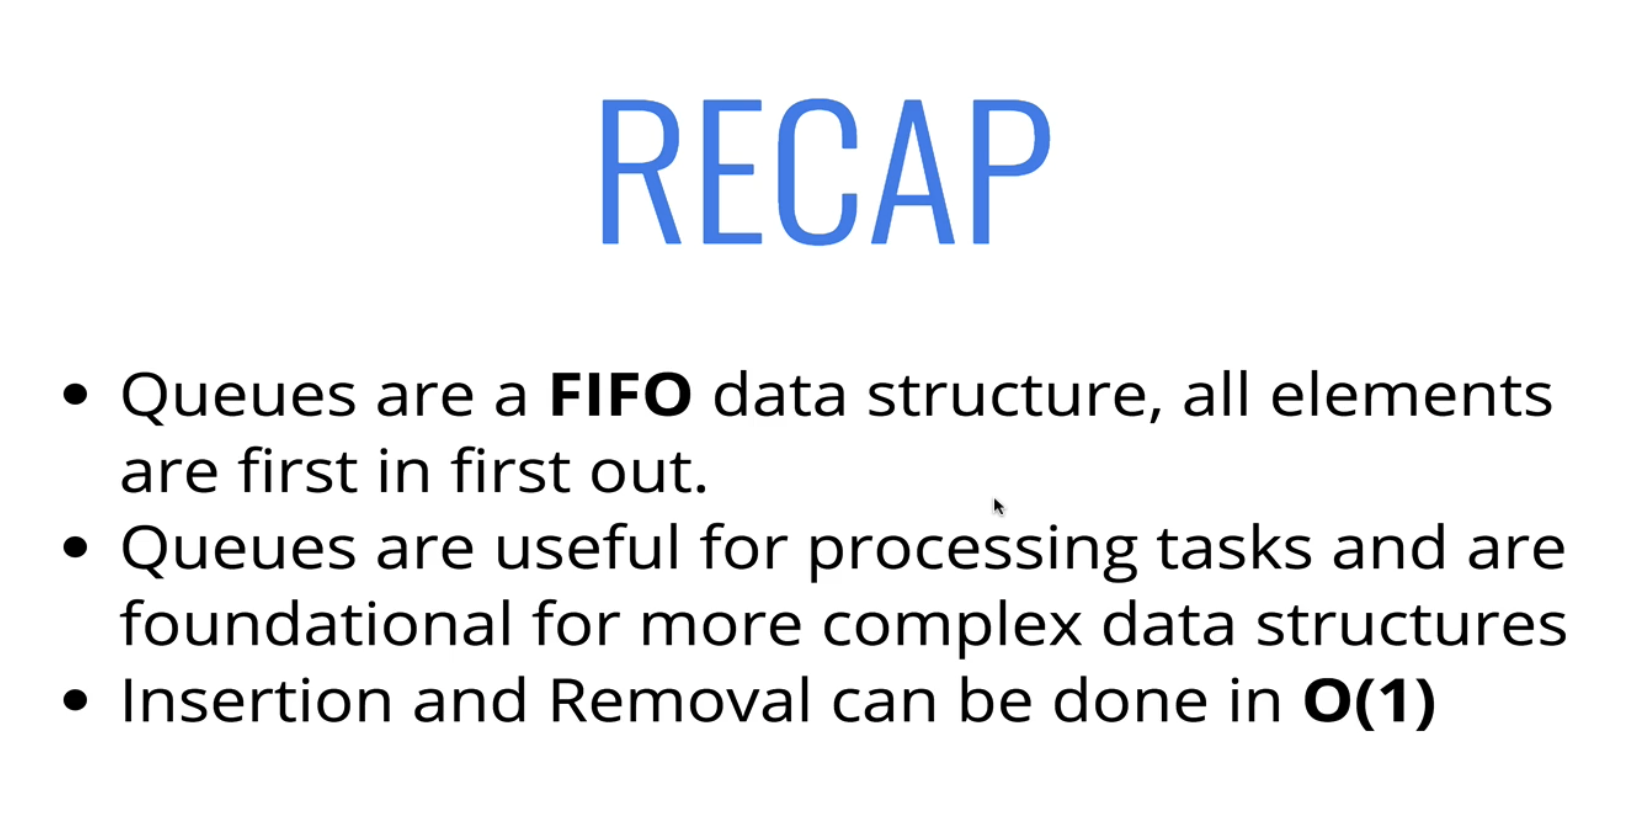 RECAP
• Queues are a FIFO data structure, all elements
are first in first out.
• Queues are useful for processing tasks and are
foundational for more complex data structures
• Insertion and Removal can be done in O(1)